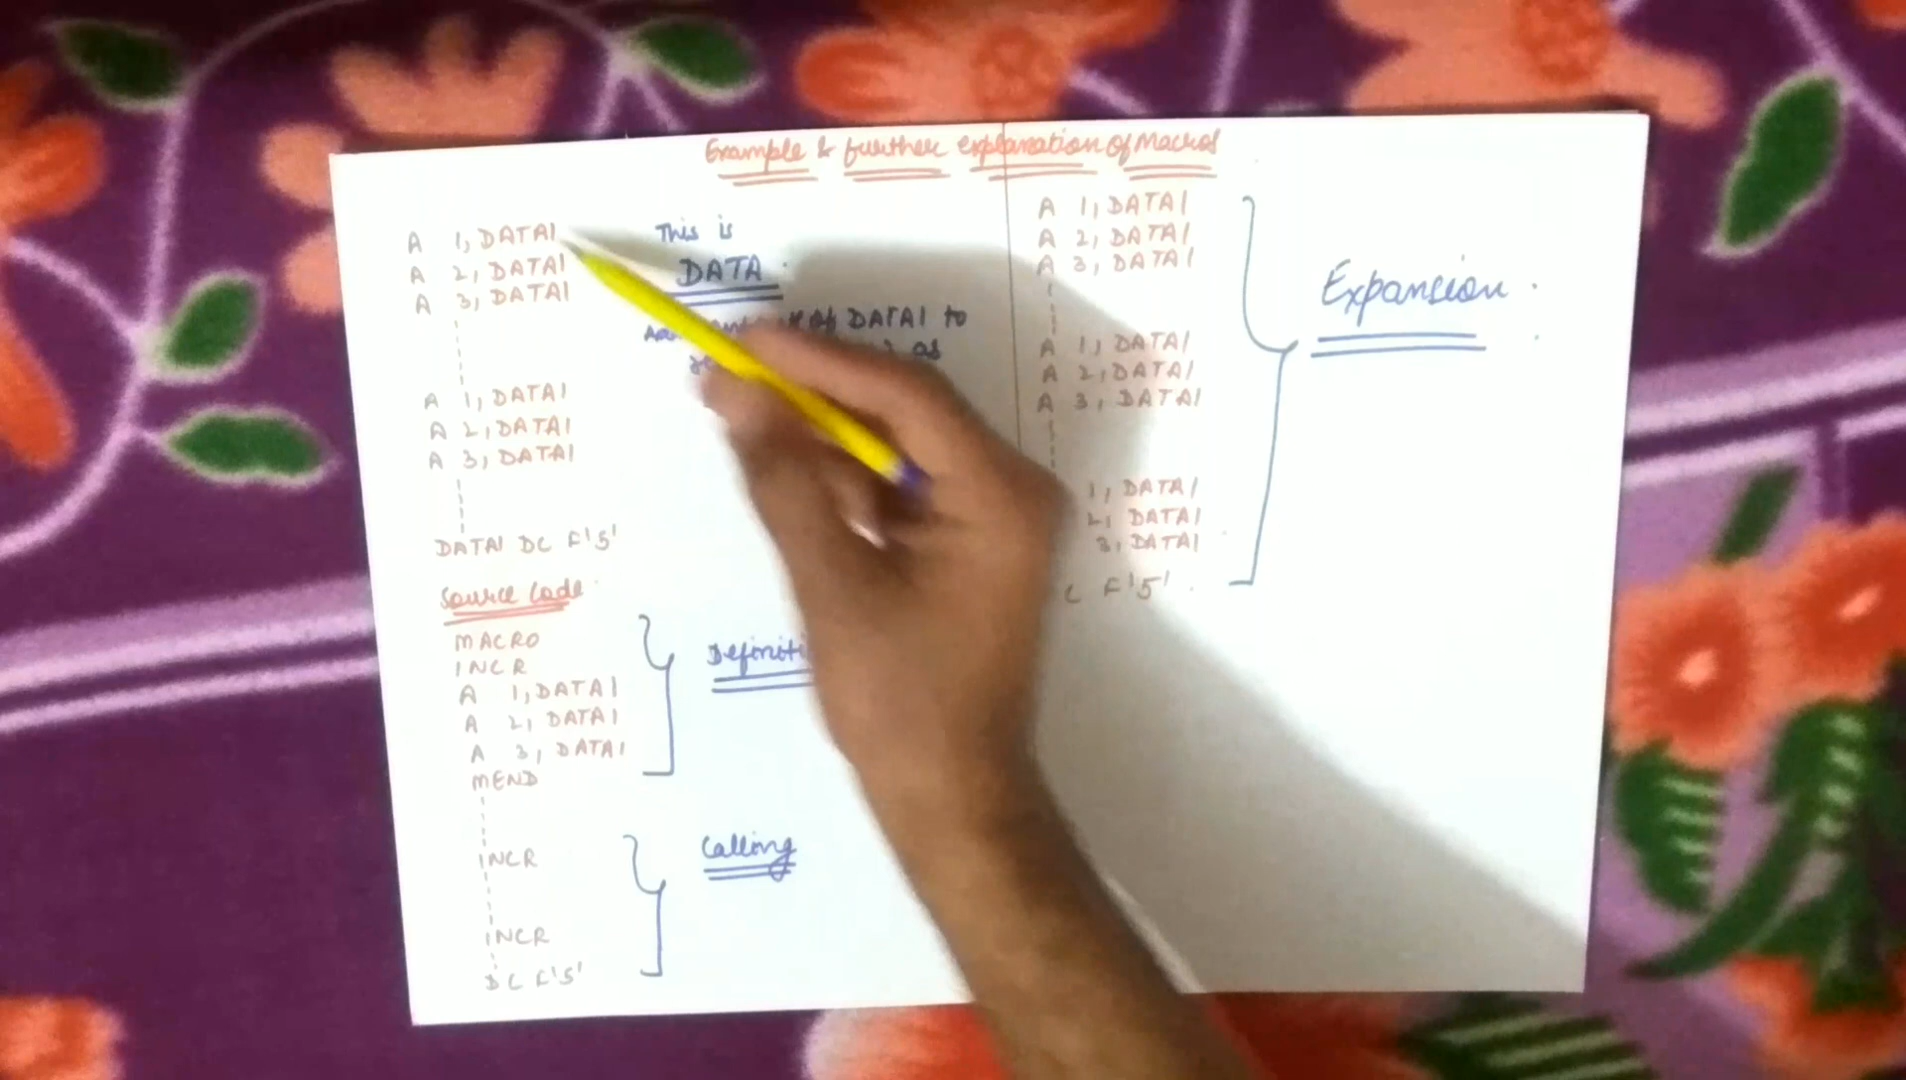 Example & further explanation of Macros
A 1, DATA1
A 2, DATA1
A 3, DATA1
A 1, DATA1
A 2, DATA1
A 3, DATA1
DATA1 DC F'5'
This is
DATA.
of DATA1 to
as
Source Code
MACRO
INCR
A 1, DATA1
A 2, DATA1
A 3, DATA1
MEND
INCR
INCR
DC F'5'
Calling
A 1, DATA1
A 2, DATA1
A 3, DATA1
A 1, DATA1
A 2, DATA1
A 3, DATA1
1, DATA1
2, DATA1
3, DATA1
C F'5'.
Expansion.